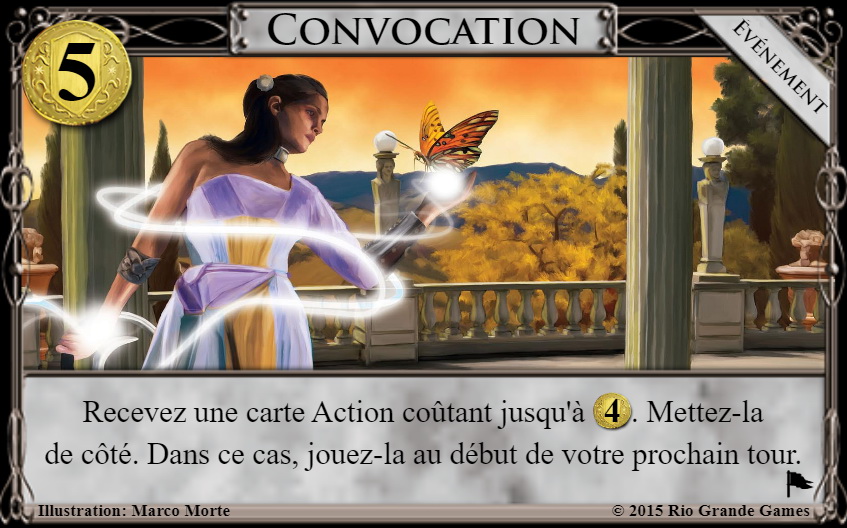 5
CONVOCATION
ÉVÉNEMENT
Recevez une carte Action coûtant jusqu'à 4. Mettez-la
de côté. Dans ce cas, jouez-la au début de votre prochain tour.
Illustration: Marco Morte
© 2015 Rio Grande Games